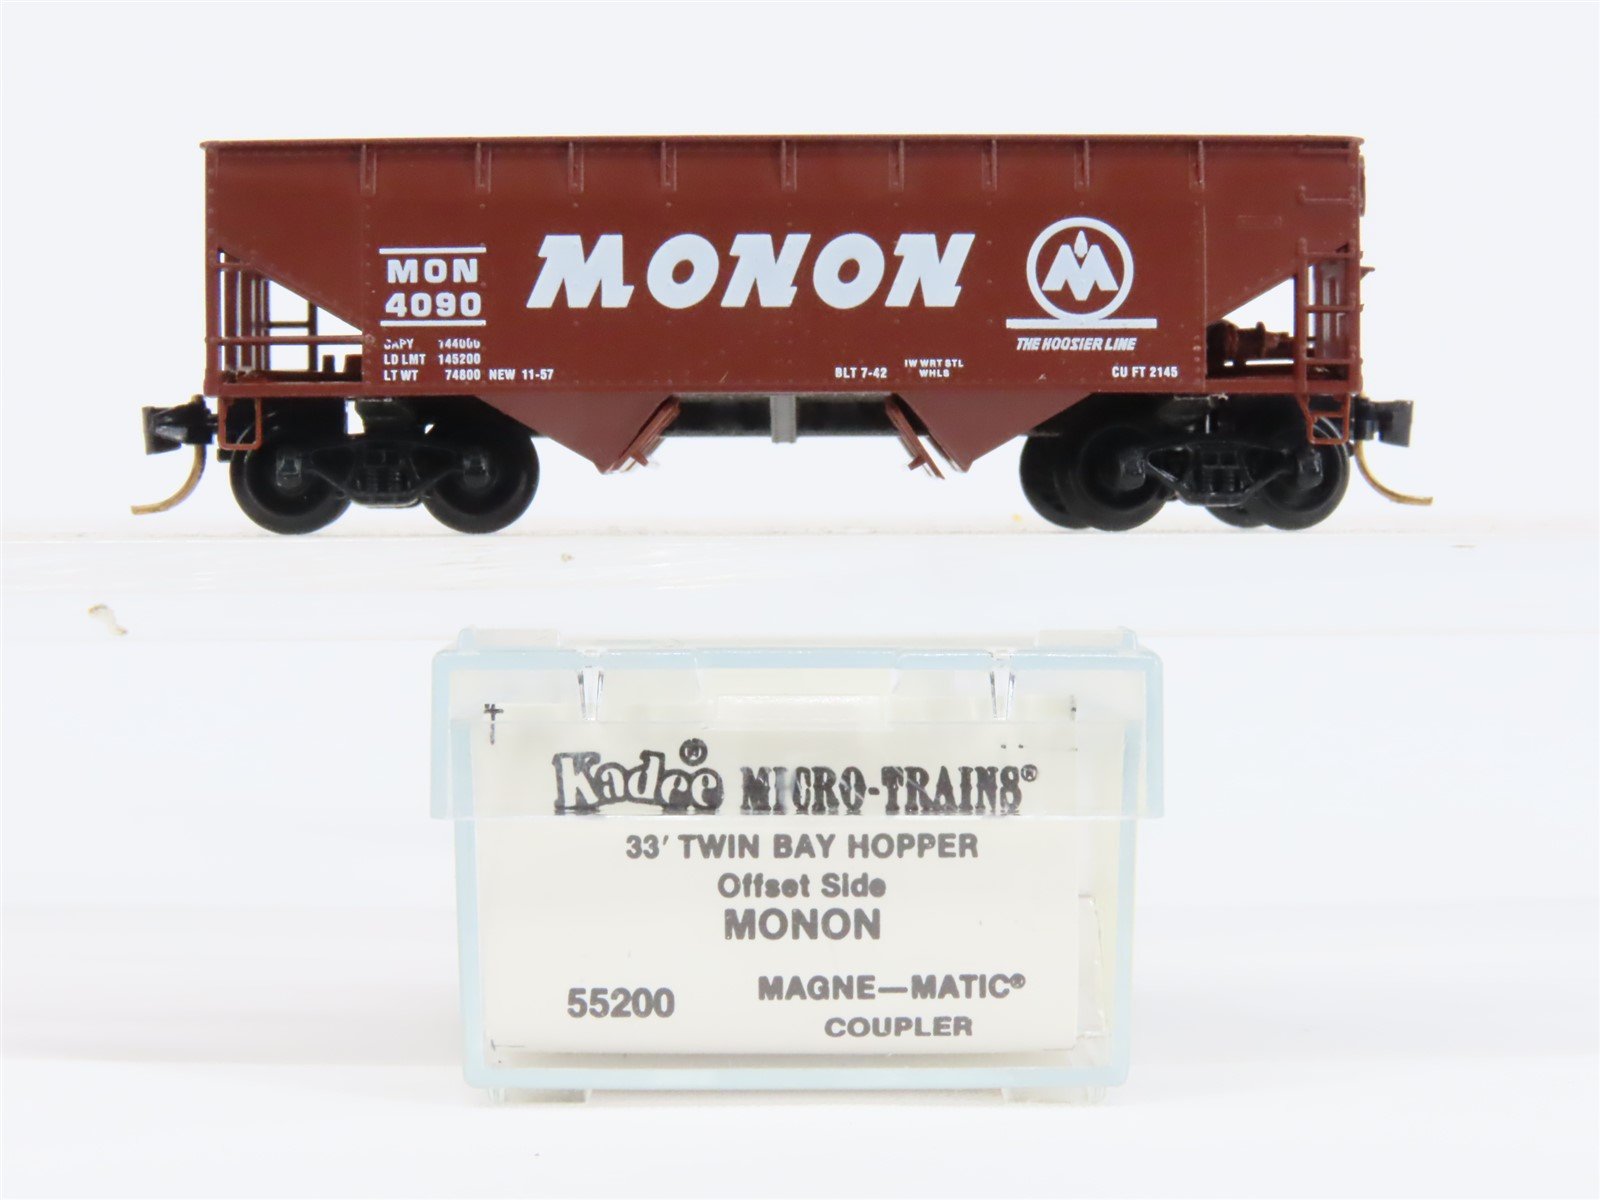 MON
4090
CAPY 144000
LD LMT 145200
LT WT 74800 NEW 11-57
MONON
M
THE HOOSIER LINE
BLT 7-42
IW WRT STL
WHLS
CU FT 2145
Kadee® MICRO-TRAINS®
33' TWIN BAY HOPPER
Offset Side
MONON
55200
MAGNE—MATIC®
COUPLER